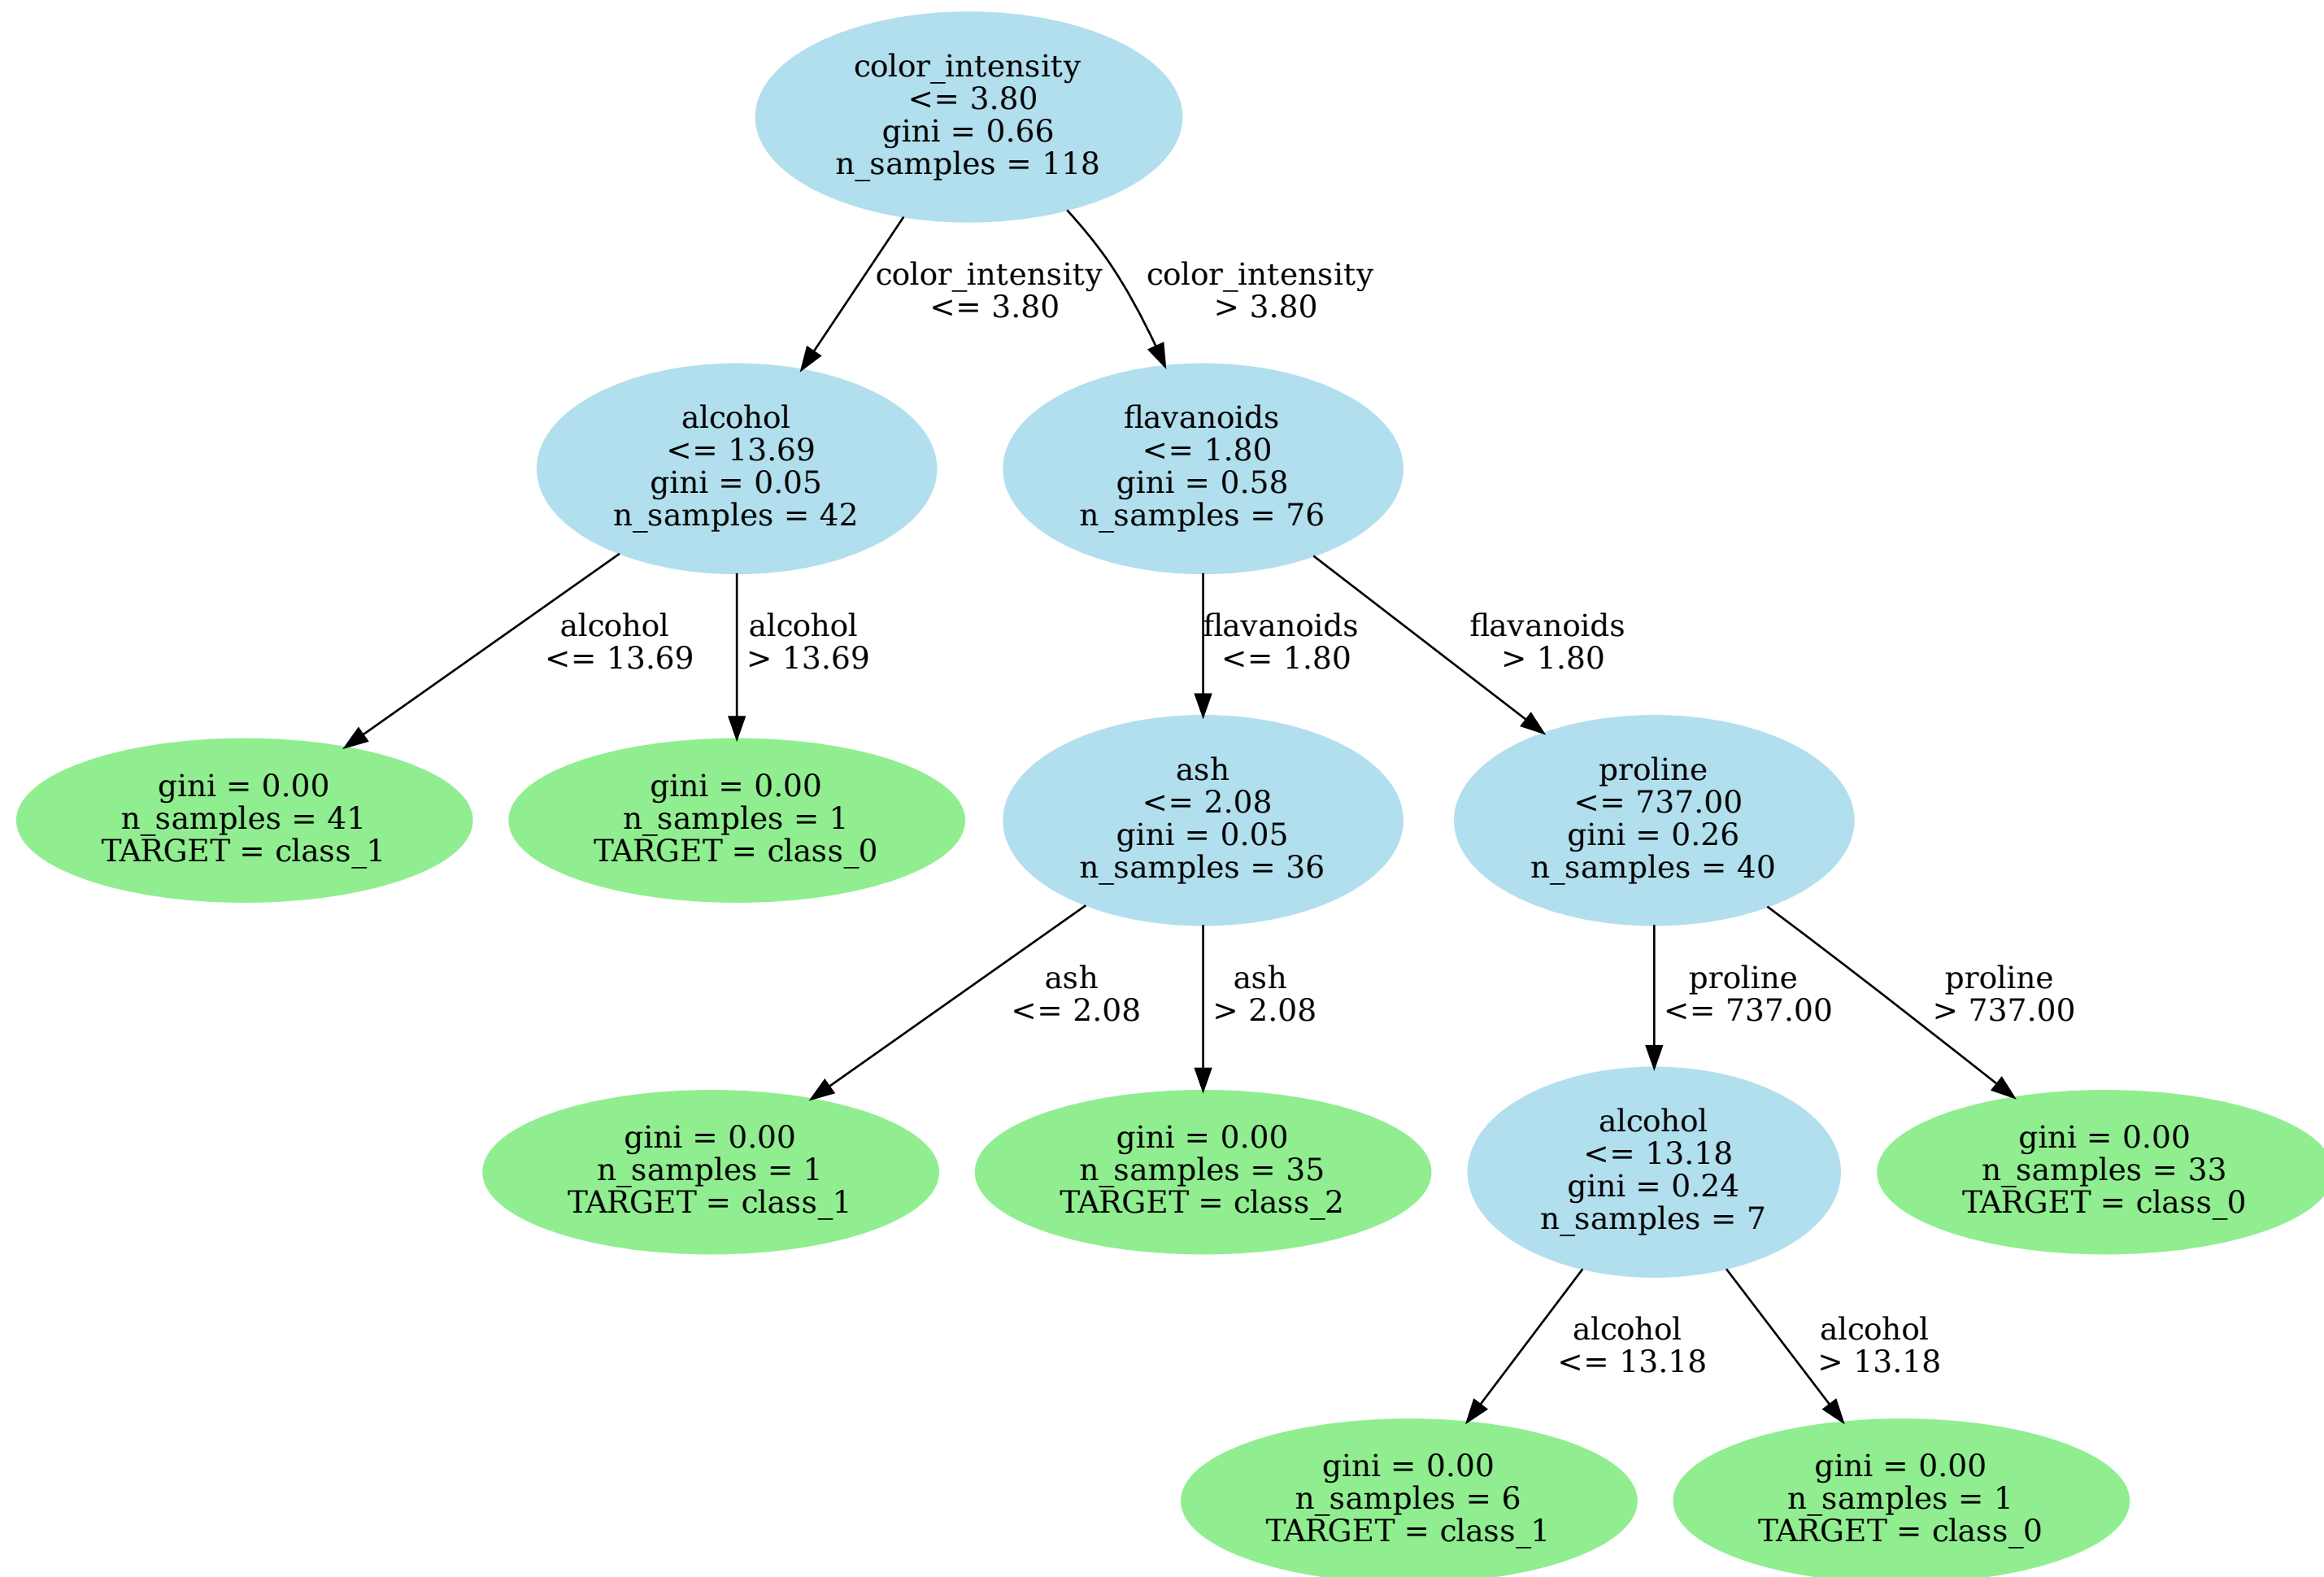 color_intensity
<= 3.80
gini = 0.66
n_samples = 118
color_intensity
<= 3.80
color_intensity
> 3.80
alcohol
<= 13.69
gini = 0.05
n_samples = 42
flavanoids
<= 1.80
gini = 0.58
n_samples = 76
alcohol
<= 13.69
alcohol
> 13.69
flavanoids
<= 1.80
flavanoids
> 1.80
gini = 0.00
n_samples = 41
TARGET = class_1
gini = 0.00
n_samples = 1
TARGET = class_0
ash
<= 2.08
gini = 0.05
n_samples = 36
proline
<= 737.00
gini = 0.26
n_samples = 40
ash
<= 2.08
ash
> 2.08
proline
<= 737.00
proline
> 737.00
gini = 0.00
n_samples = 1
TARGET = class_1
gini = 0.00
n_samples = 35
TARGET = class_2
alcohol
<= 13.18
gini = 0.24
n_samples = 7
gini = 0.00
n_samples = 33
TARGET = class_0
alcohol
<= 13.18
alcohol
> 13.18
gini = 0.00
n_samples = 6
TARGET = class_1
gini = 0.00
n_samples = 1
TARGET = class_0